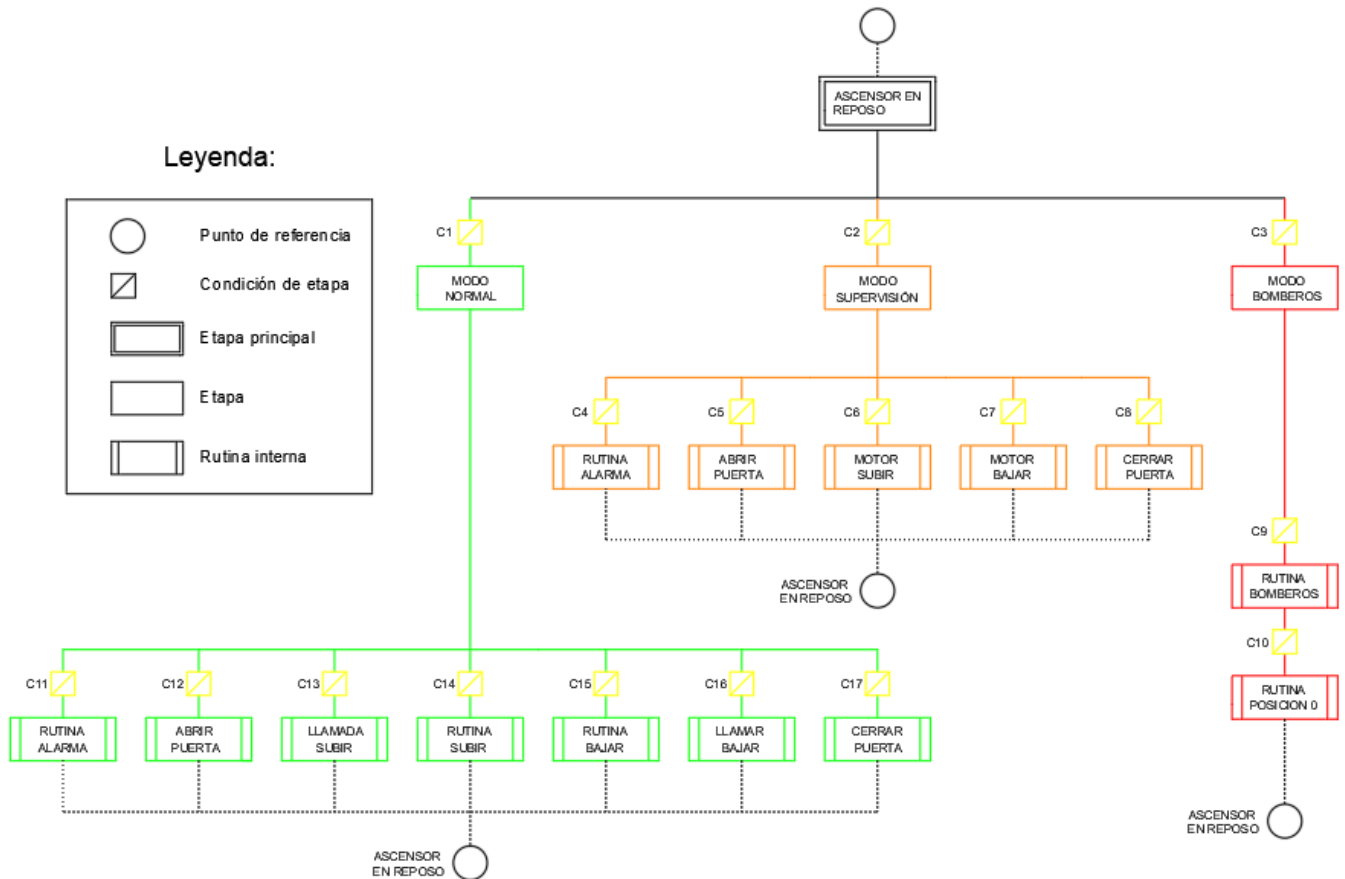 ASCENSOR EN
REPOSO
Leyenda:
Punto de referencia
Condición de etapa
Etapa principal
Etapa
Rutina interna
C1
C2
C3
MODO
NORMAL
MODO
SUPERVISIÓN
MODO
BOMBEROS
C4
C5
C6
C7
C8
RUTINA
ALARMA
ABRIR
PUERTA
MOTOR
SUBIR
MOTOR
BAJAR
CERRAR
PUERTA
C9
RUTINA
BOMBEROS
ASCENSOR
EN REPOSO
C10
RUTINA
POSICION 0
C11
C12
C13
C14
C15
C16
C17
RUTINA
ALARMA
ABRIR
PUERTA
LLAMADA
SUBIR
RUTINA
SUBIR
RUTINA
BAJAR
LLAMAR
BAJAR
CERRAR
PUERTA
ASCENSOR
EN REPOSO
ASCENSOR
EN REPOSO